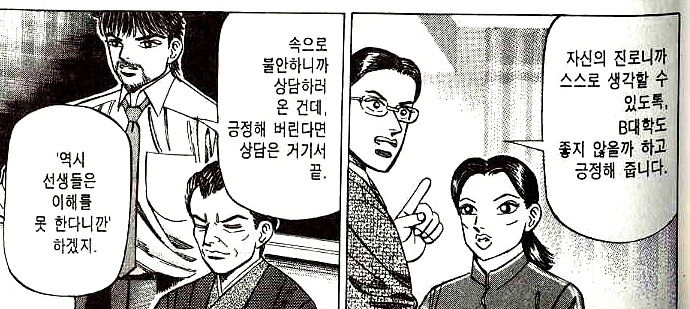 자신의 진로니까
스스로 생각할 수
있도록,
B대학도
좋지 않을까 하고
긍정해 줍니다.
속으로
불안하니까
상담하러
온 건데,
긍정해 버린다면
상담은 거기서
끝.
'역시
선생들은
이해를
못 한다니깐'
하겠지.